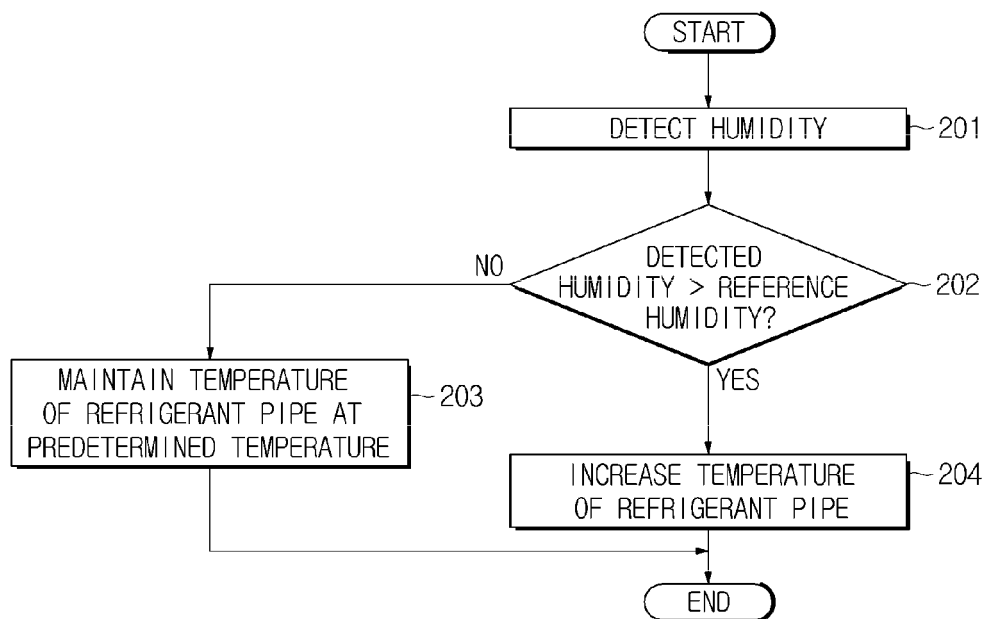 START
DETECT HUMIDITY
201
DETECTED
HUMIDITY > REFERENCE
HUMIDITY?
202
NO
YES
MAINTAIN TEMPERATURE
OF REFRIGERANT PIPE AT
PREDETERMINED TEMPERATURE
203
INCREASE TEMPERATURE
OF REFRIGERANT PIPE
204
END